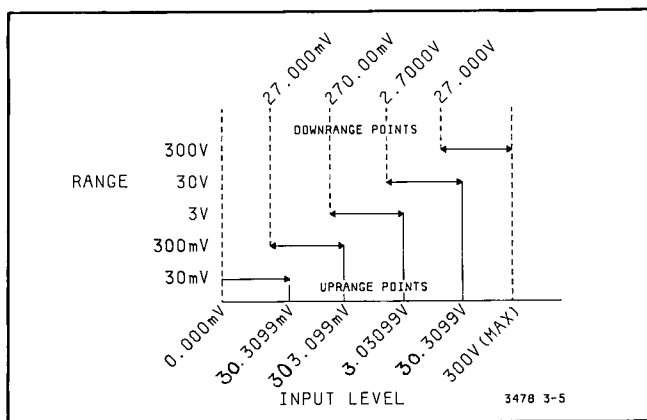 27.000mV
270.00mV
2.7000V
27.000V
DOWNRANGE POINTS
300V
RANGE
30V
3V
300mV
30mV
UPRANGE POINTS
0.000mV
30.3099mV
303.099mV
3.03099V
30.3099V
300V(MAX)
INPUT LEVEL
3478 3-5